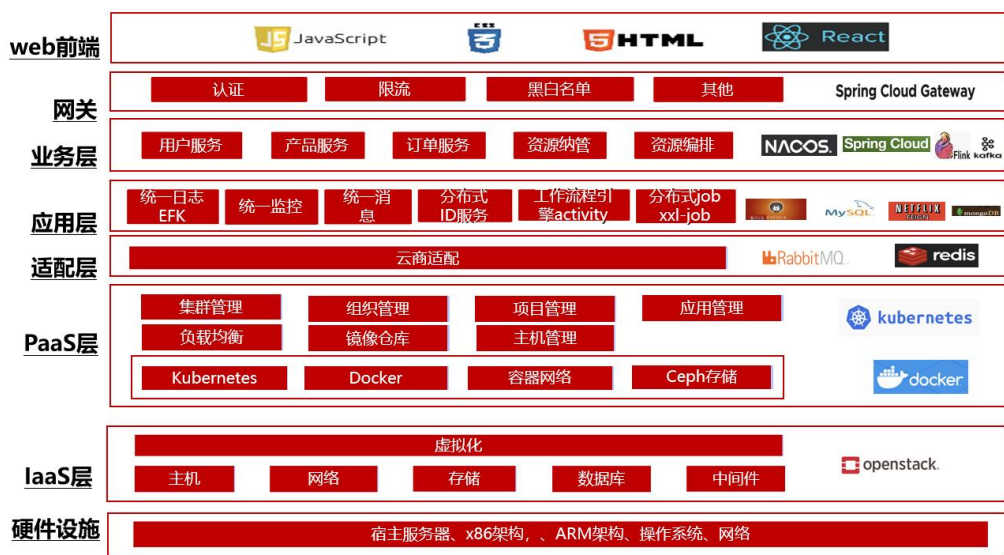 web前端
JavaScript
CSS
3
HTML
React
网关
认证
限流
黑白名单
其他
Spring Cloud Gateway
业务层
用户服务
产品服务
订单服务
资源纳管
资源编排
NACOS.
Spring Cloud
Flink
kafka
应用层
统一日志
EFK
统一监控
统一消
息
分布式
ID服务
工作流程引
擎activity
分布式job
xxl-job
MySQL
NETFLIX
mongoDB
适配层
云商适配
RabbitMQ
redis
PaaS层
集群管理
组织管理
项目管理
应用管理
负载均衡
镜像仓库
主机管理
kubernetes
Kubernetes
Docker
容器网络
Ceph存储
docker
IaaS层
虚拟化
主机
网络
存储
数据库
中间件
openstack.
硬件设施
宿主服务器、x86架构，、ARM架构、操作系统、网络